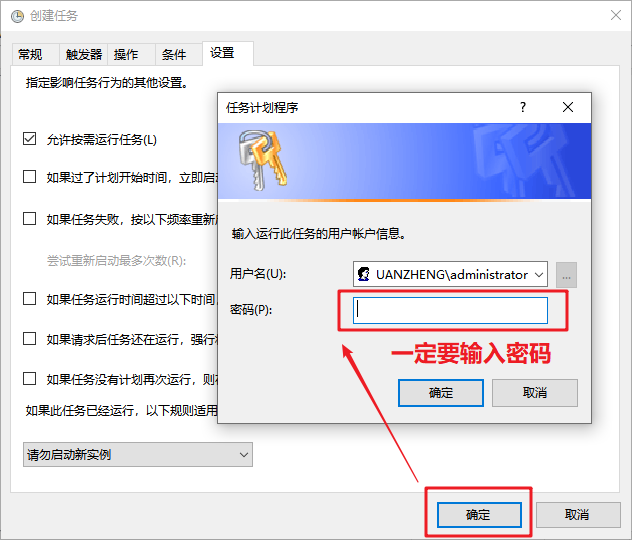 创建任务
常规 触发器 操作 条件 设置
指定影响任务行为的其他设置。
允许按需运行任务(L)
如果过了计划开始时间，立即启
如果任务失败，按以下频率重新
尝试重新启动最多次数(R):
如果任务运行时间超过以下时间，
如果请求后任务还在运行，强行
如果任务没有计划再次运行，则
如果此任务已经运行，以下规则适用
请勿启动新实例
任务计划程序 ?
输入运行此任务的用户帐户信息。
用户名(U): UANZHENG\administrator ...
密码(P):
一定要输入密码
确定 取消
确定 取消